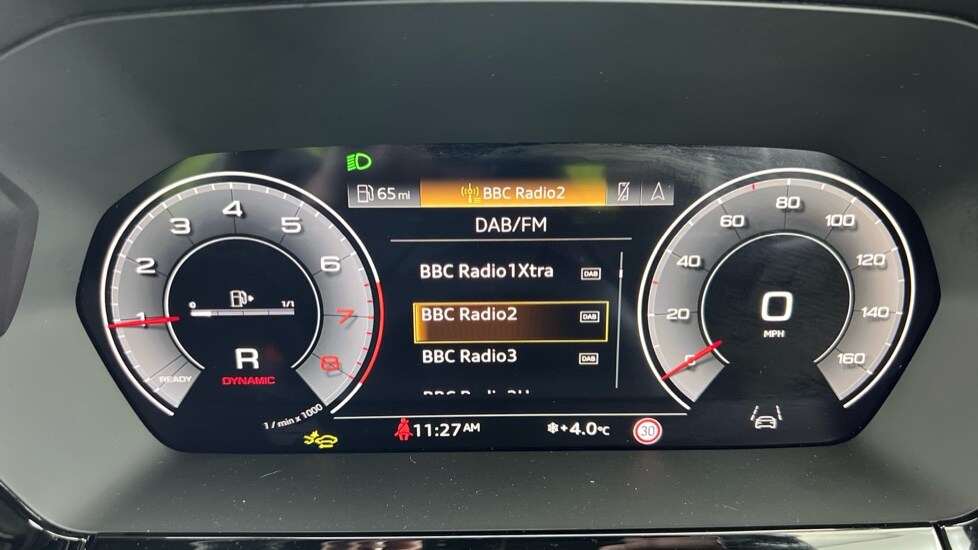 65 mi BBC Radio2
DAB/FM
BBC Radio1Xtra DAB
BBC Radio2 DAB
BBC Radio3 DAB
1 2 3 4 5 6 7 8
0 1/1
R
DYNAMIC
READY
1 / min x 1000
0 20 40 60 80 100 120 140 160
0
MPH
11:27 AM +4.0°C 30